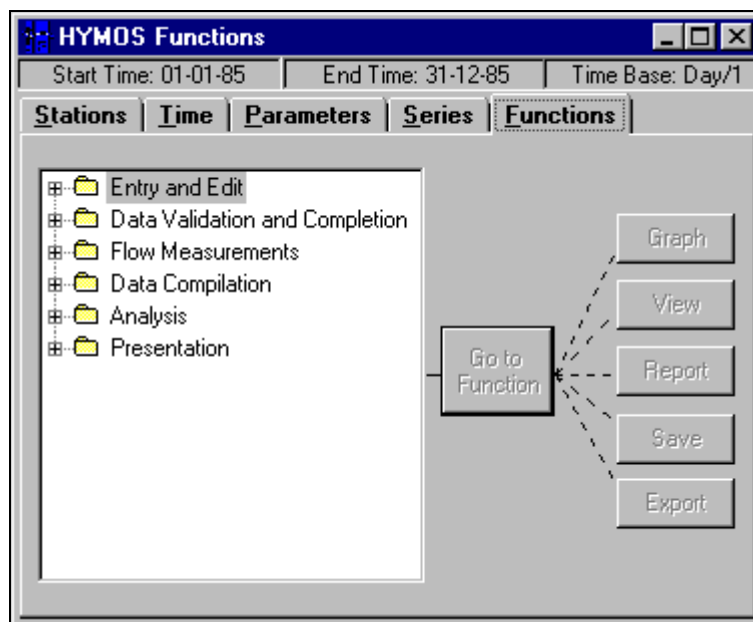 HYMOS Functions
Start Time: 01-01-85 End Time: 31-12-85 Time Base: Day/1
Stations Time Parameters Series Functions
Entry and Edit
Data Validation and Completion
Flow Measurements
Data Compilation
Analysis
Presentation
Go to
Function
Graph
View
Report
Save
Export